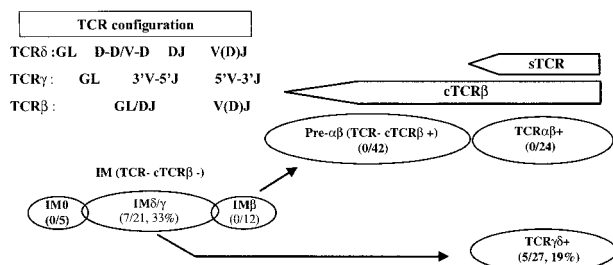 TCR configuration
TCRδ :GL D-D/V-D DJ V(D)J
TCRγ : GL 3'V-5'J 5'V-3'J
TCRβ : GL/DJ V(D)J
sTCR
cTCRβ
Pre-αβ (TCR- cTCRβ +)
(0/42)
TCRαβ+
(0/24)
IM (TCR- cTCRβ -)
IM0
(0/5)
IMδ/γ
(7/21, 33%)
IMβ
(0/12)
TCRγδ+
(5/27, 19%)